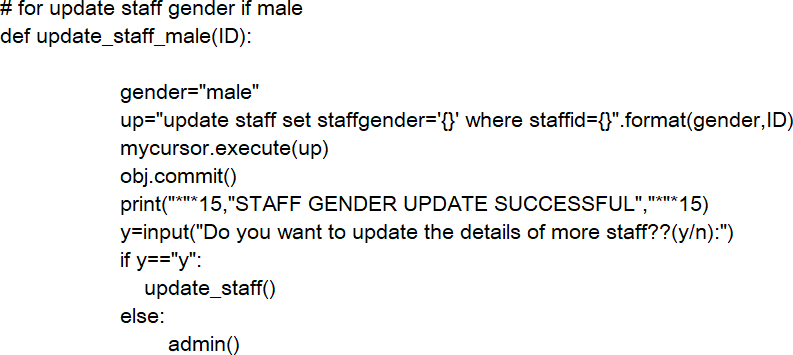 # for update staff gender if male
def update_staff_male(ID):
gender="male"
up="update staff set staffgender='{}' where staffid={}".format(gender,ID)
mycursor.execute(up)
obj.commit()
print("*"*15,"STAFF GENDER UPDATE SUCCESSFUL","*"*15)
y=input("Do you want to update the details of more staff??(y/n):")
if y=="y":
update_staff()
else:
admin()